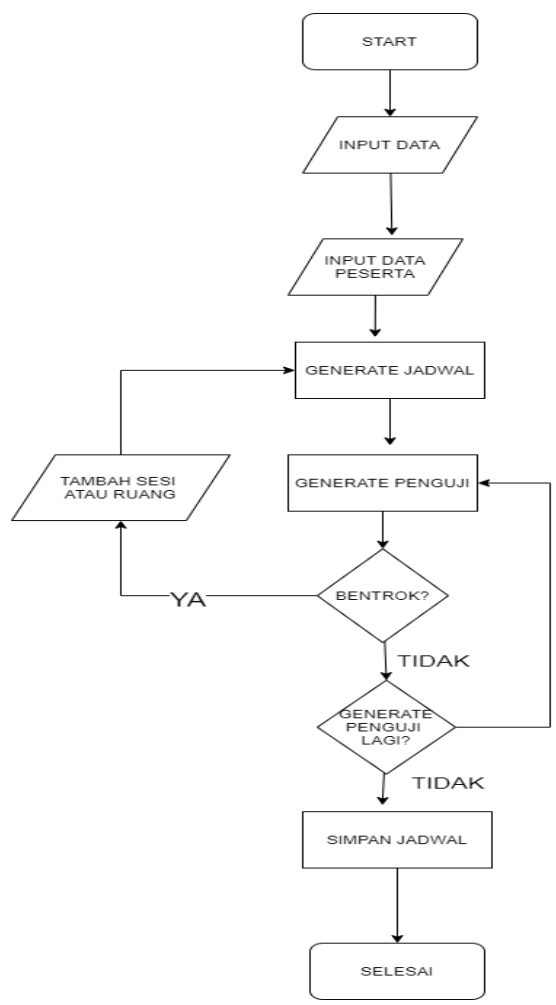 START
INPUT DATA
INPUT DATA
PESERTA
GENERATE JADWAL
TAMBAH SESI
ATAU RUANG
GENERATE PENGUJI
BENTROK?
YA
TIDAK
GENERATE
PENGUJI
LAGI?
TIDAK
SIMPAN JADWAL
SELESAI